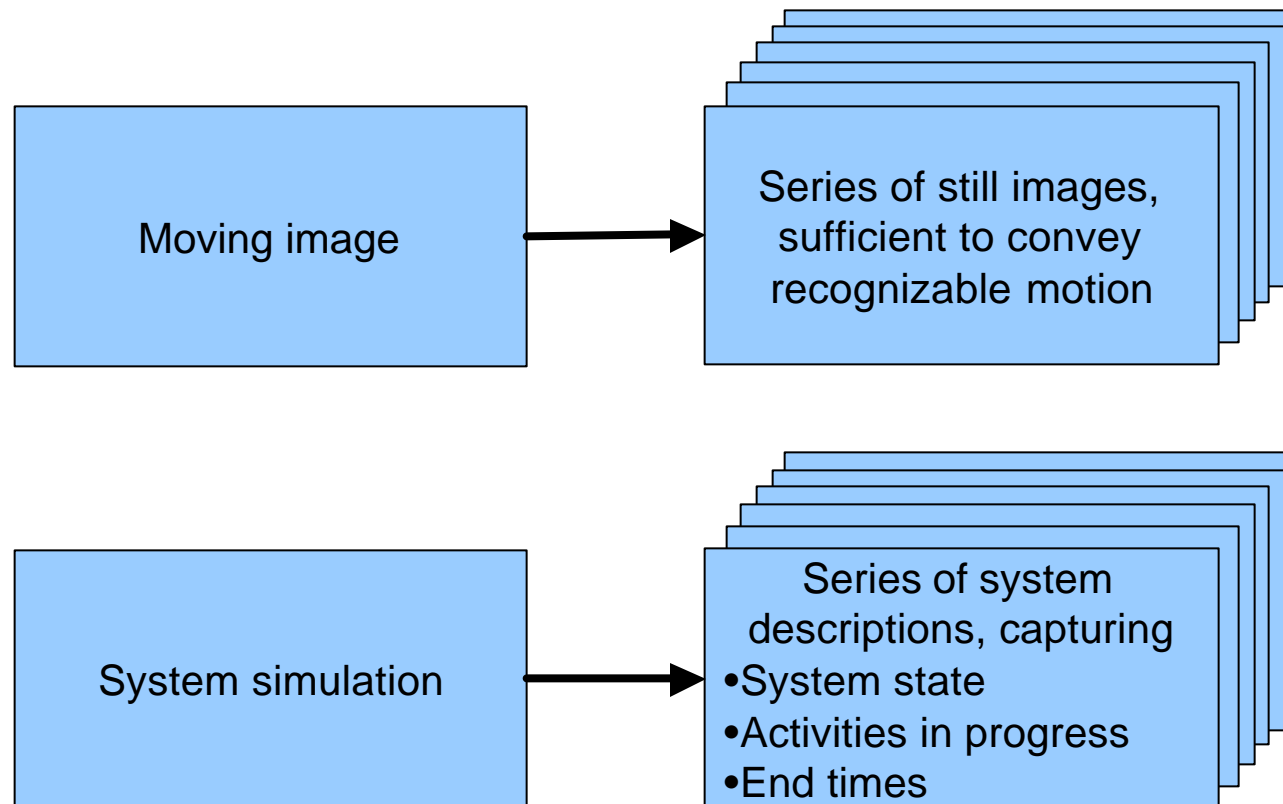 Moving image
Series of still images,
sufficient to convey
recognizable motion
System simulation
Series of system
descriptions, capturing
•System state
•Activities in progress
•End times